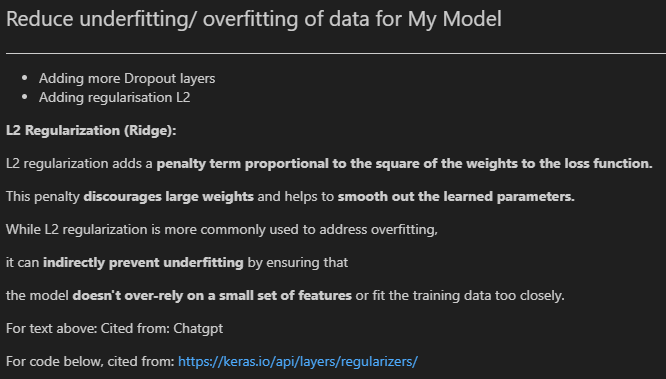 Reduce underfitting/ overfitting of data for My Model
• Adding more Dropout layers
• Adding regularisation L2
L2 Regularization (Ridge):
L2 regularization adds a penalty term proportional to the square of the weights to the loss function.
This penalty discourages large weights and helps to smooth out the learned parameters.
While L2 regularization is more commonly used to address overfitting,
it can indirectly prevent underfitting by ensuring that
the model doesn't over-rely on a small set of features or fit the training data too closely.
For text above: Cited from: Chatgpt
For code below, cited from: https://keras.io/api/layers/regularizers/